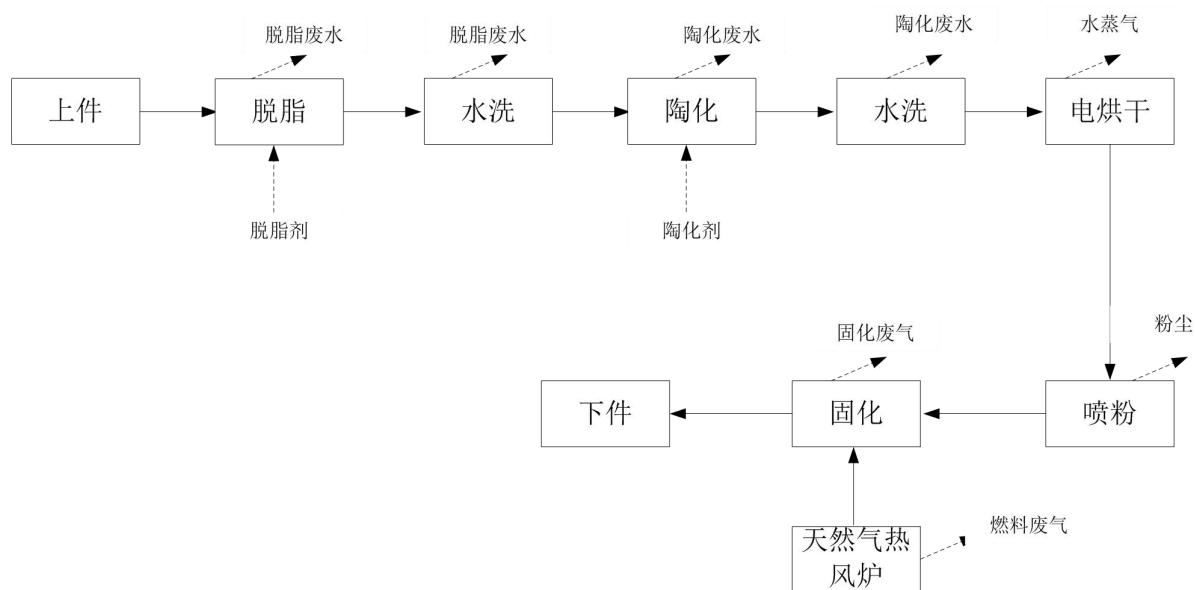 脱脂废水
脱脂废水
陶化废水
陶化废水
水蒸气
上件
脱脂
水洗
陶化
水洗
电烘干
脱脂剂
陶化剂
粉尘
固化废气
下件
固化
喷粉
天然气热
风炉
燃料废气